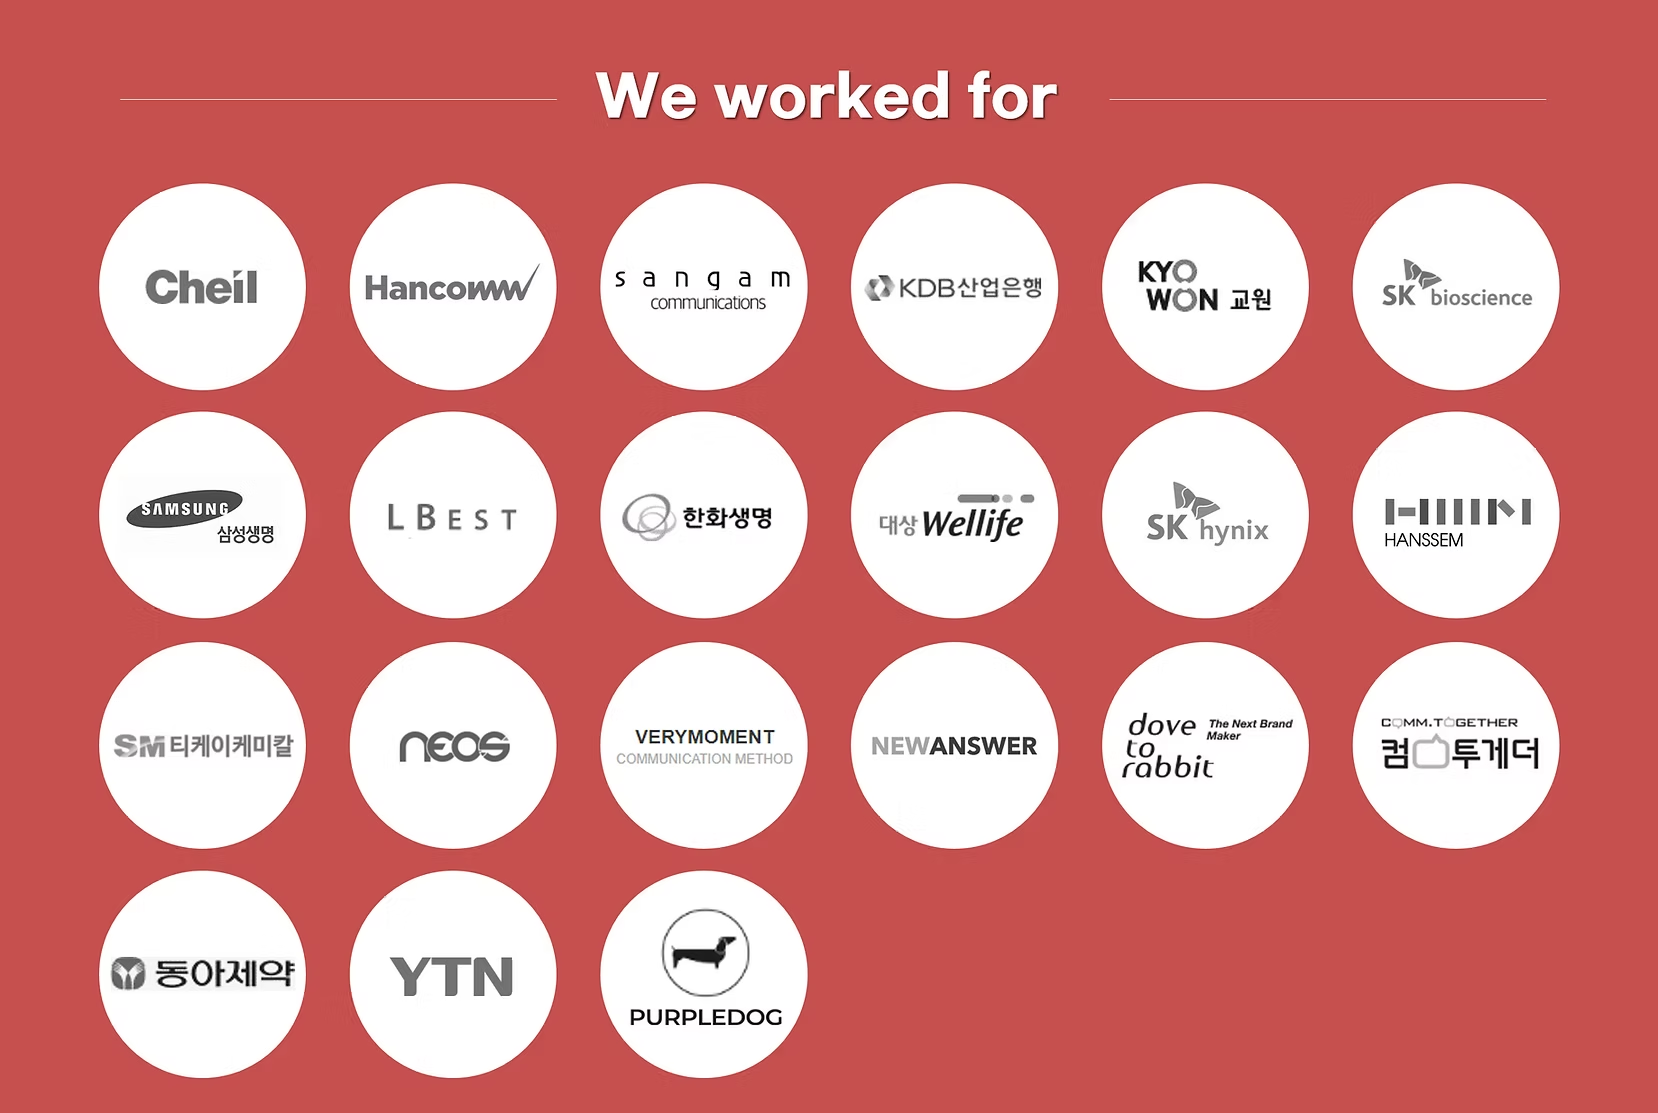 We worked for
Cheil
Hancomm
sangam
communications
KDB산업은행
KYO
WON 교원
SK bioscience
SAMSUNG
삼성생명
LBEST
한화생명
대상 Wellife
SK hynix
HANSSEM
SM티케이케미칼
neos
VERYMOMENT
COMMUNICATION METHOD
NEWANSWER
dove
to
rabbit
The Next Brand
Maker
COMM.TOGETHER
컴투게더
동아제약
YTN
PURPLEDOG